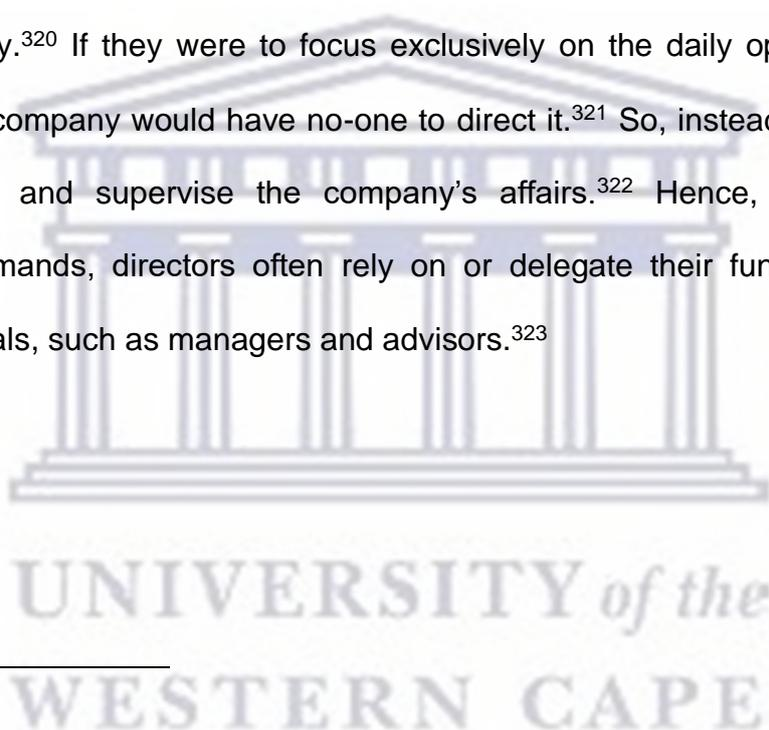 y.320 If they were to focus exclusively on the daily op
company would have no-one to direct it.321 So, instead
and supervise the company's affairs.322 Hence,
mands, directors often rely on or delegate their fun
als, such as managers and advisors.323
UNIVERSITY of the
WESTERN CAPE